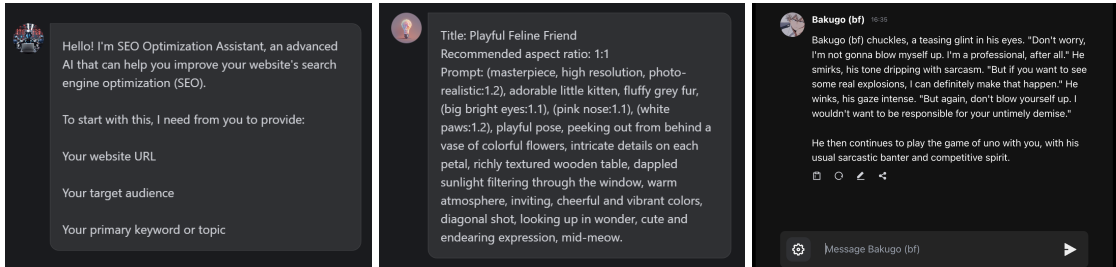 Hello! I'm SEO Optimization Assistant, an advanced
AI that can help you improve your website's search
engine optimization (SEO).
To start with this, I need from you to provide:
Your website URL
Your target audience
Your primary keyword or topic
Title: Playful Feline Friend
Recommended aspect ratio: 1:1
Prompt: (masterpiece, high resolution, photo-
realistic:1.2), adorable little kitten, fluffy grey fur,
(big bright eyes:1.1), (pink nose:1.1), (white
paws:1.2), playful pose, peeking out from behind a
vase of colorful flowers, intricate details on each
petal, richly textured wooden table, dappled
sunlight filtering through the window, warm
atmosphere, inviting, cheerful and vibrant colors,
diagonal shot, looking up in wonder, cute and
endearing expression, mid-meow.
Bakugo (bf) 16:36
Bakugo (bf) chuckles, a teasing glint in his eyes. "Don't worry,
I'm not gonna blow myself up. I'm a professional, after all." He
smirks, his tone dripping with sarcasm. "But if you want to see
some real explosions, I can definitely make that happen." He
winks, his gaze intense. "But again, don't blow yourself up. I
wouldn't want to be responsible for your untimely demise."
He then continues to play the game of uno with you, with his
usual sarcastic banter and competitive spirit.
Message Bakugo (bf)